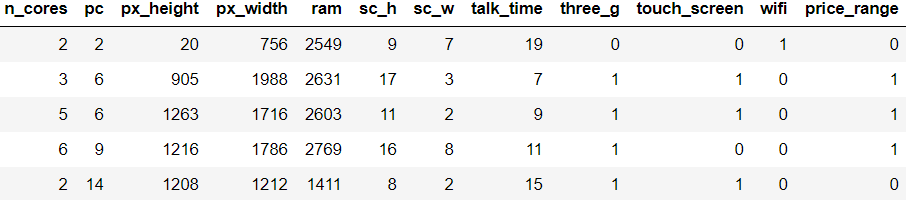 n_cores pc px_height px_width ram sc_h sc_w talk_time three_g touch_screen wifi price_range
2 2 20 756 2549 9 7 19 0 0 1 0
3 6 905 1988 2631 17 3 7 1 1 0 1
5 6 1263 1716 2603 11 2 9 1 1 0 1
6 9 1216 1786 2769 16 8 11 1 0 0 1
2 14 1208 1212 1411 8 2 15 1 1 0 0